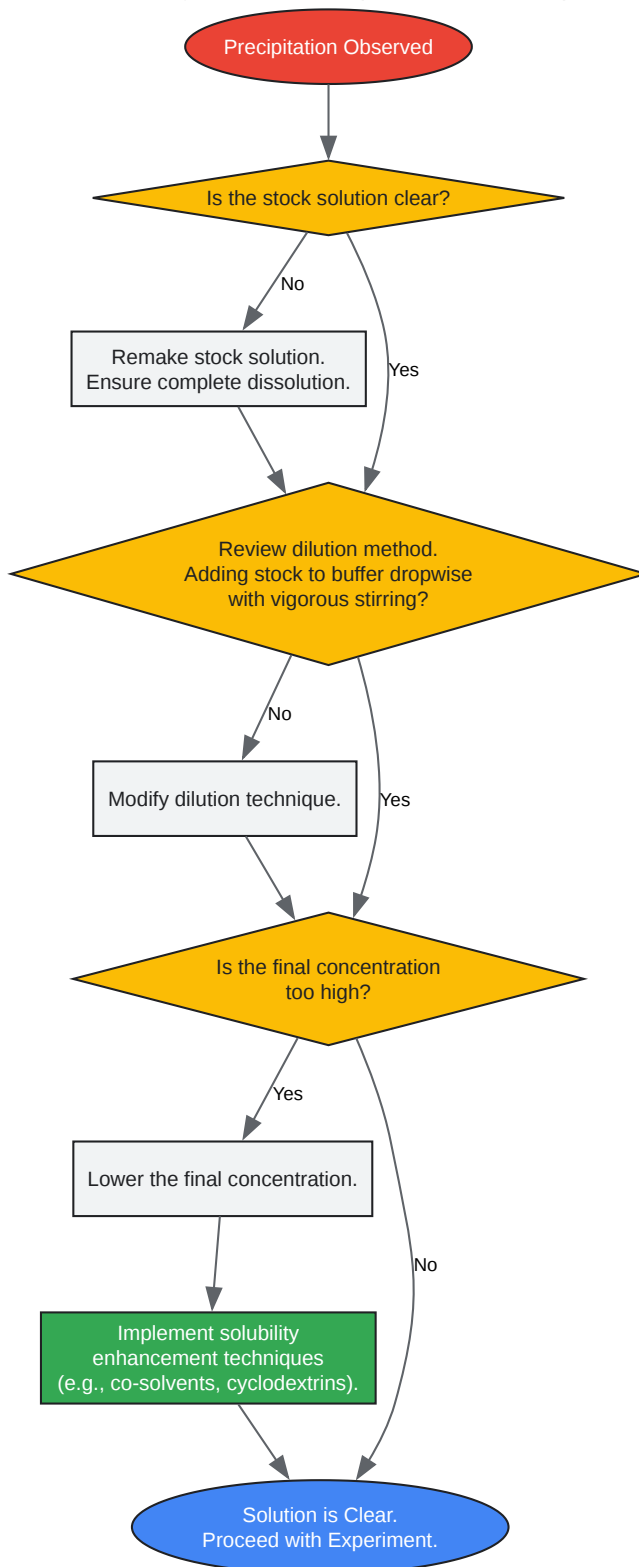 Precipitation Observed
Is the stock solution clear?
No
Yes
Remake stock solution.
Ensure complete dissolution.
Review dilution method.
Adding stock to buffer dropwise
with vigorous stirring?
No
Yes
Modify dilution technique.
Is the final concentration
too high?
Yes
No
Lower the final concentration.
Implement solubility
enhancement techniques
(e.g., co-solvents, cyclodextrins).
Solution is Clear.
Proceed with Experiment.